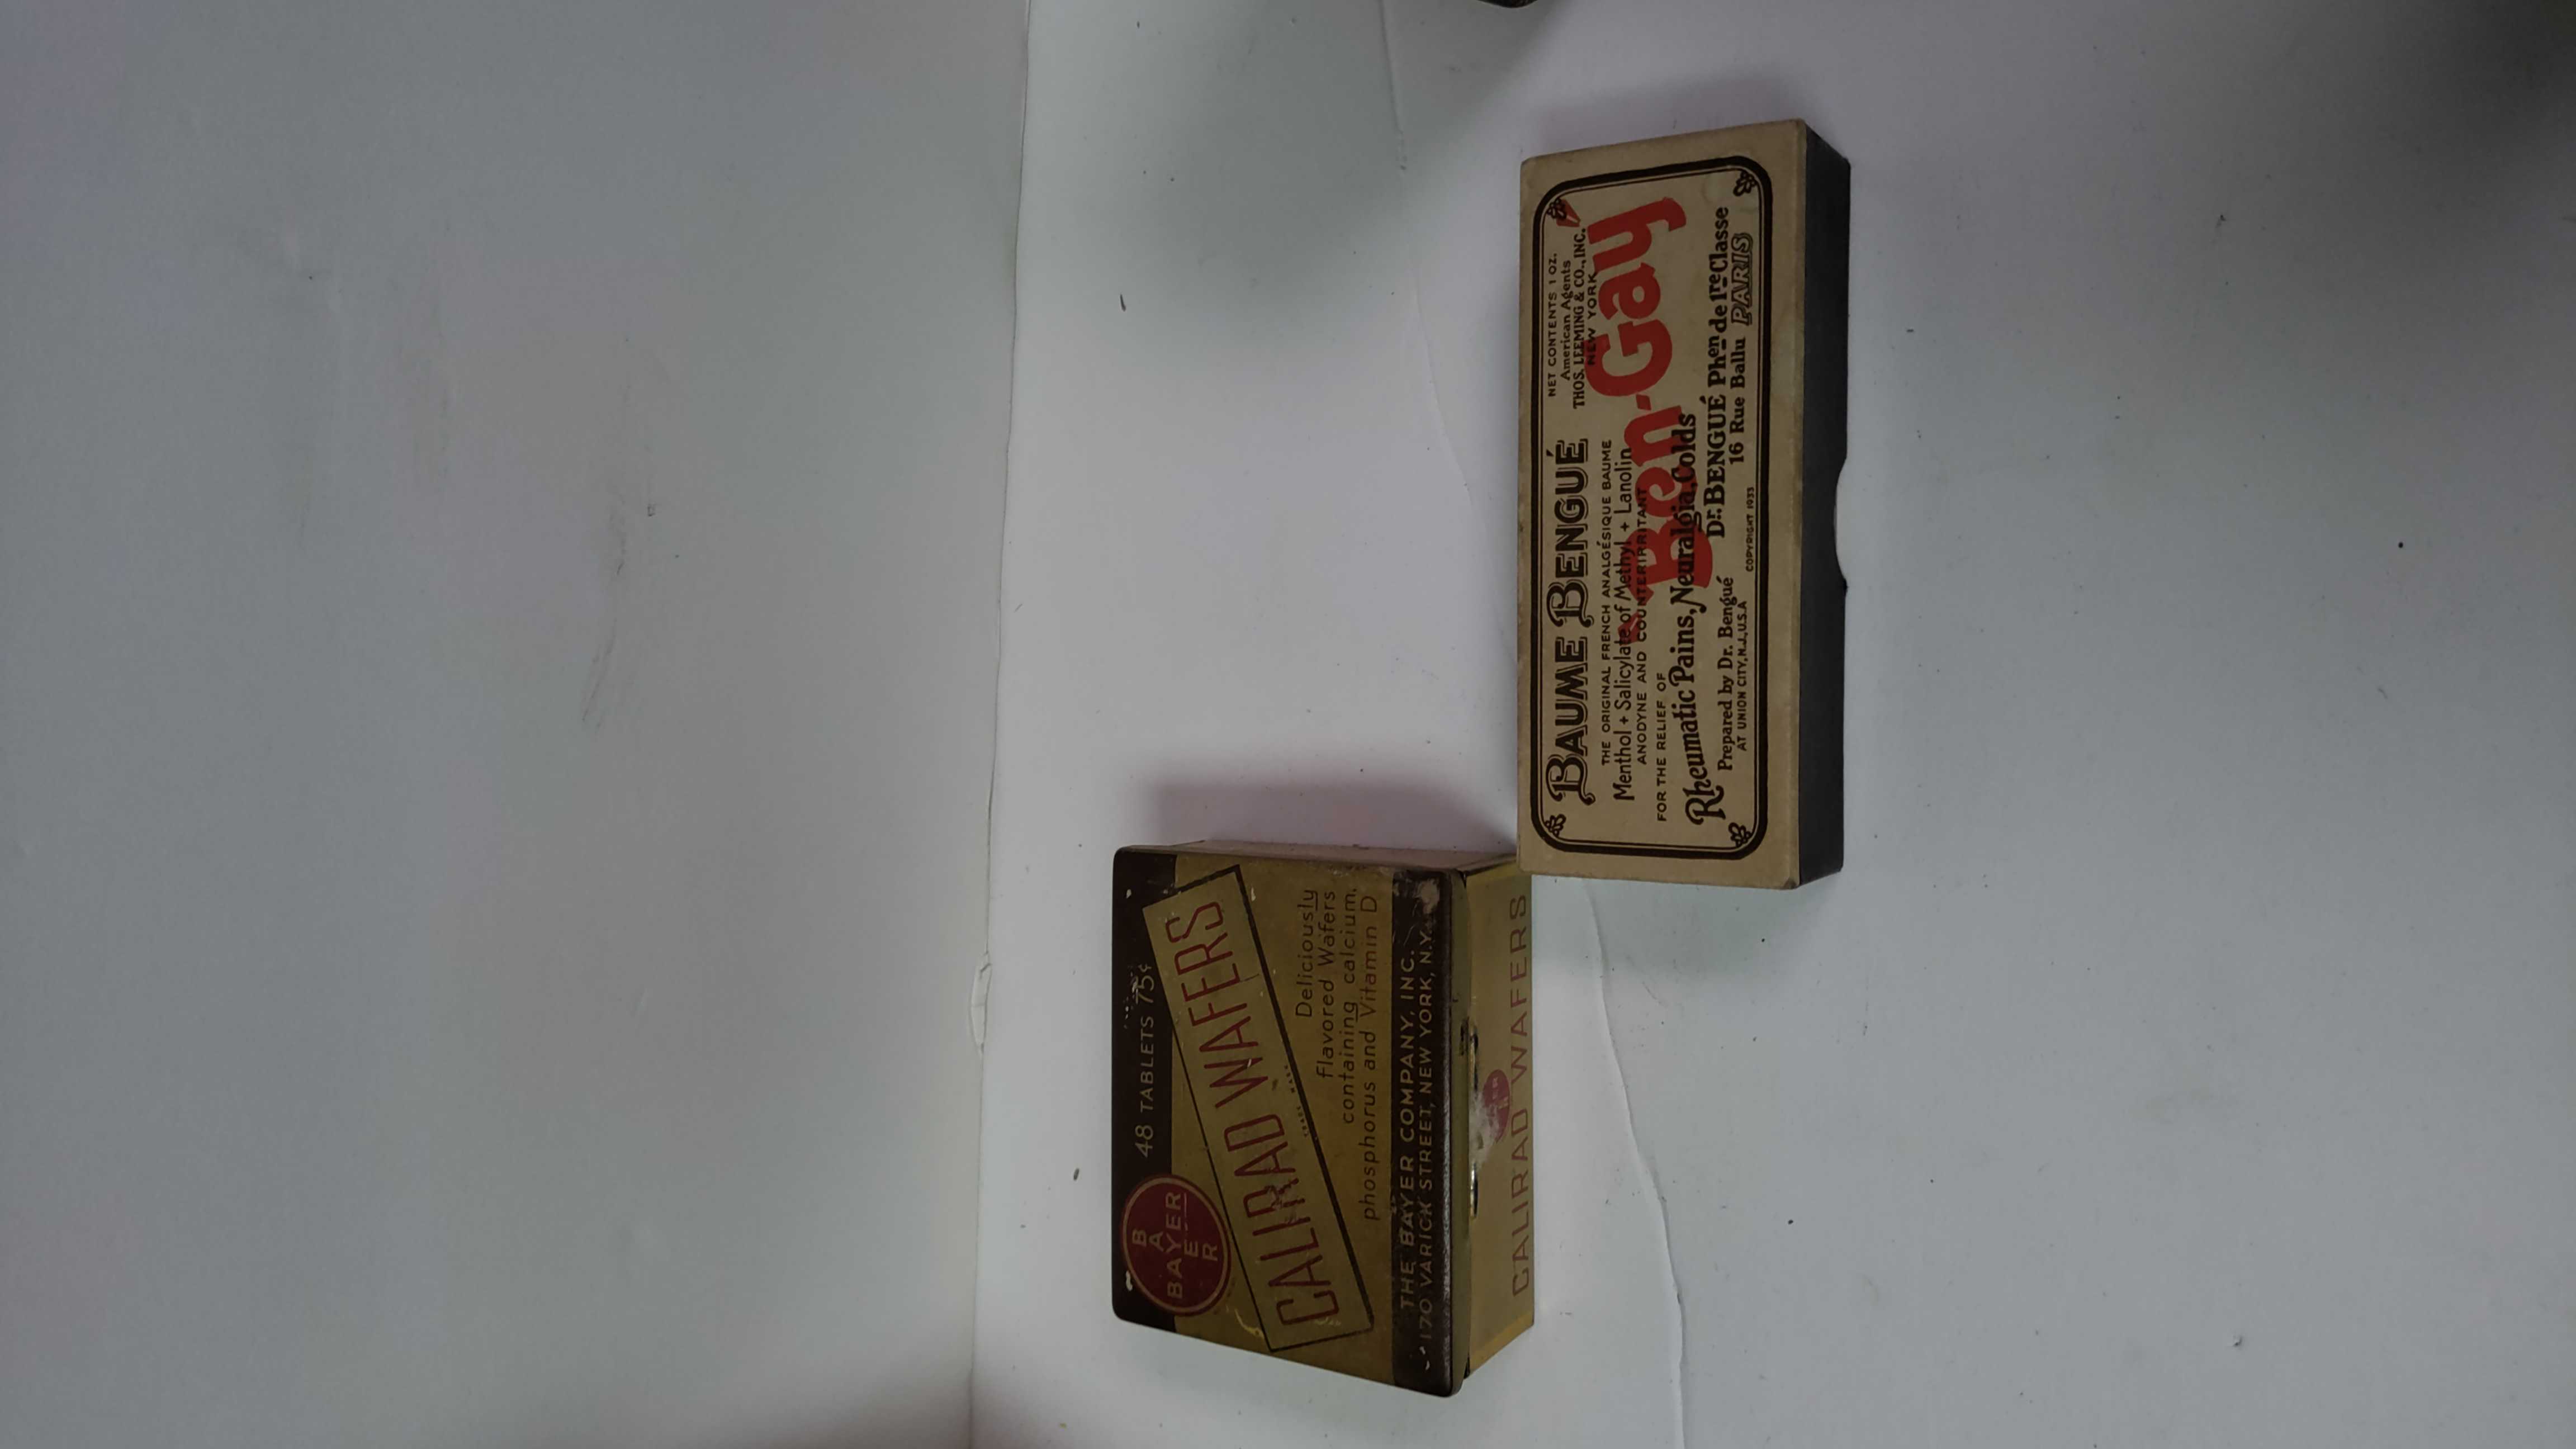 48 TABLETS 75¢
B
A
BAYER
E
R
CALIRAD WAFERS
TRADE MARK
Deliciously
flavored Wafers
containing calcium,
phosphorus and Vitamin D
THE BAYER COMPANY, INC.
170 VARICK STREET, NEW YORK, N.Y.
CALIRAD WAFERS
BAUME BENGUÉ
NET CONTENTS 1 OZ.
American Agents
THOS. LEEMING & CO., INC.
NEW YORK
THE ORIGINAL FRENCH ANALGÉSIQUE BAUME
Menthol + Salicylate of Methyl + Lanolin
ANODYNE AND COUNTERIRRITANT
"Ben-Gay"
FOR THE RELIEF OF
Rheumatic Pains, Neuralgia, Colds
Prepared by Dr. Bengué
AT UNION CITY, N.J., U.S.A
COPYRIGHT 1933
Dr. BENGUÉ Phen de 1re Classe
16 Rue Ballu PARIS